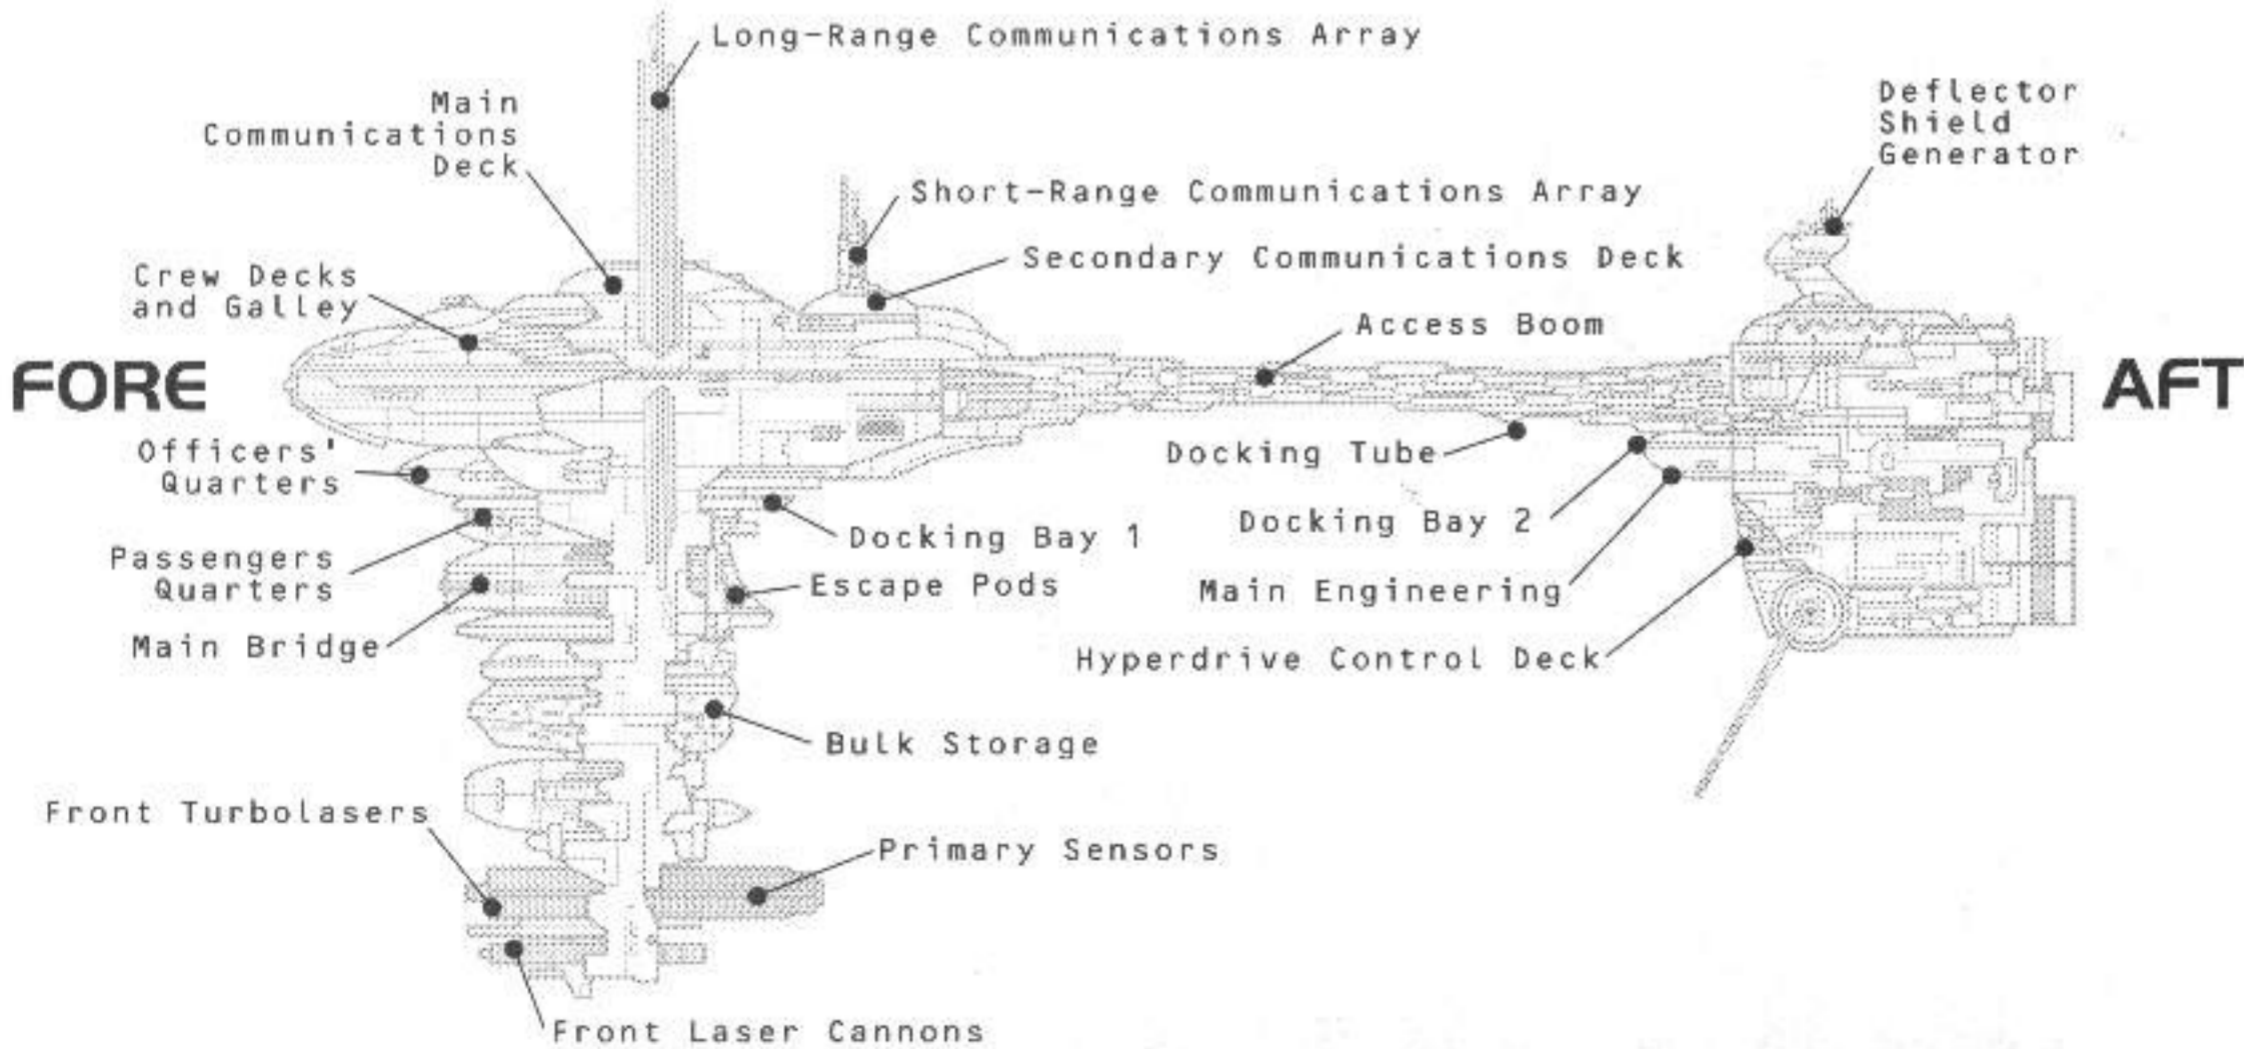 Long-Range Communications Array
Main
Communications
Deck
Deflector
Shield
Generator
Short-Range Communications Array
Secondary Communications Deck
Crew Decks
and Galley
Access Boom
FORE
AFT
Officers'
Quarters
Docking Tube
Docking Bay 2
Docking Bay 1
Passengers
Quarters
Escape Pods
Main Engineering
Main Bridge
Hyperdrive Control Deck
Bulk Storage
Front Turbolasers
Primary Sensors
Front Laser Cannons